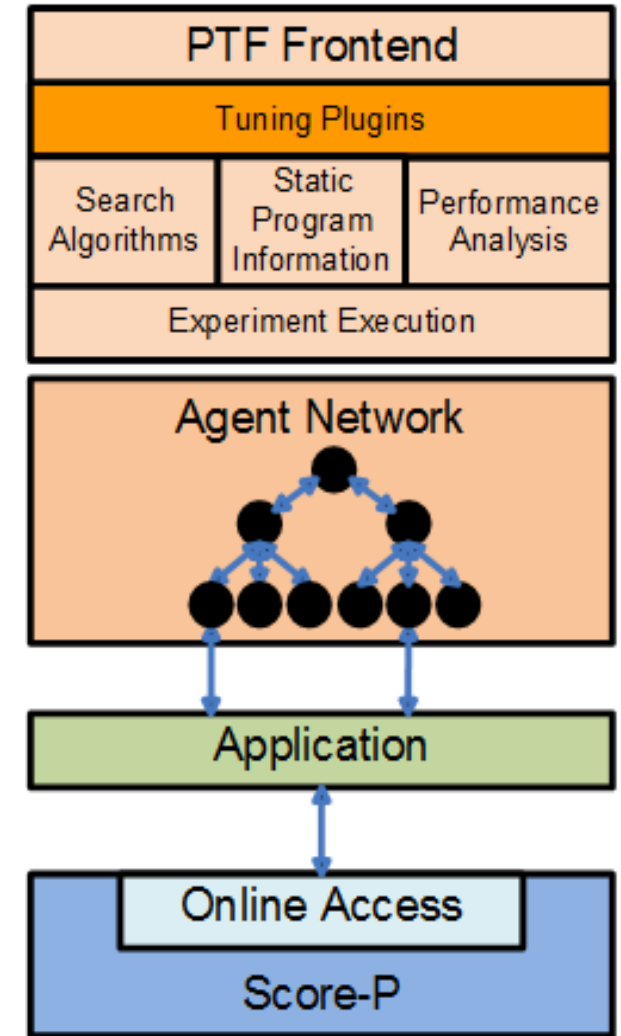 PTF Frontend
Tuning Plugins
Search
Algorithms
Static
Program
Information
Performance
Analysis
Experiment Execution
Agent Network
Application
Online Access
Score-P